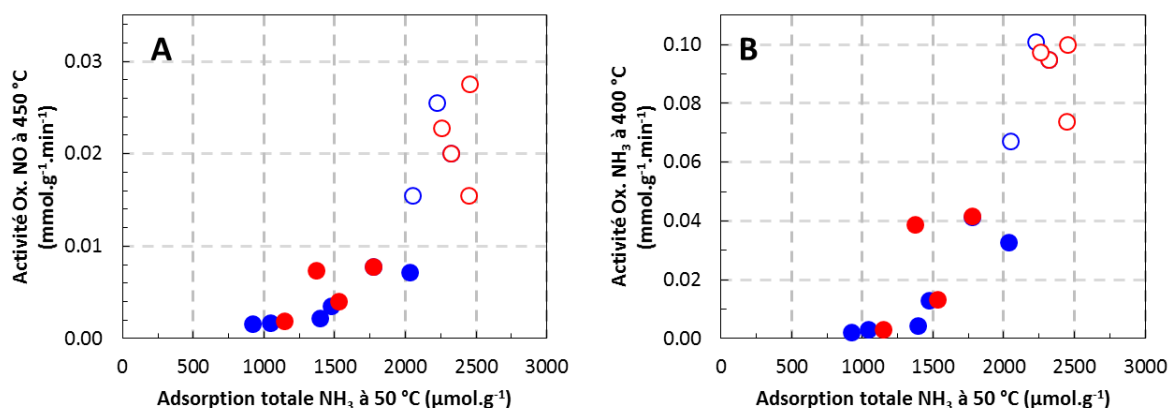 A
Activité Ox. NO à 450 °C
(mmol.g⁻¹.min⁻¹)
0.03
0.02
0.01
0.00
0 500 1000 1500 2000 2500 3000
Adsorption totale NH₃ à 50 °C (µmol.g⁻¹)
B
Activité Ox. NH₃ à 400 °C
(mmol.g⁻¹.min⁻¹)
0.10
0.08
0.06
0.04
0.02
0.00
0 500 1000 1500 2000 2500 3000
Adsorption totale NH₃ à 50 °C (µmol.g⁻¹)